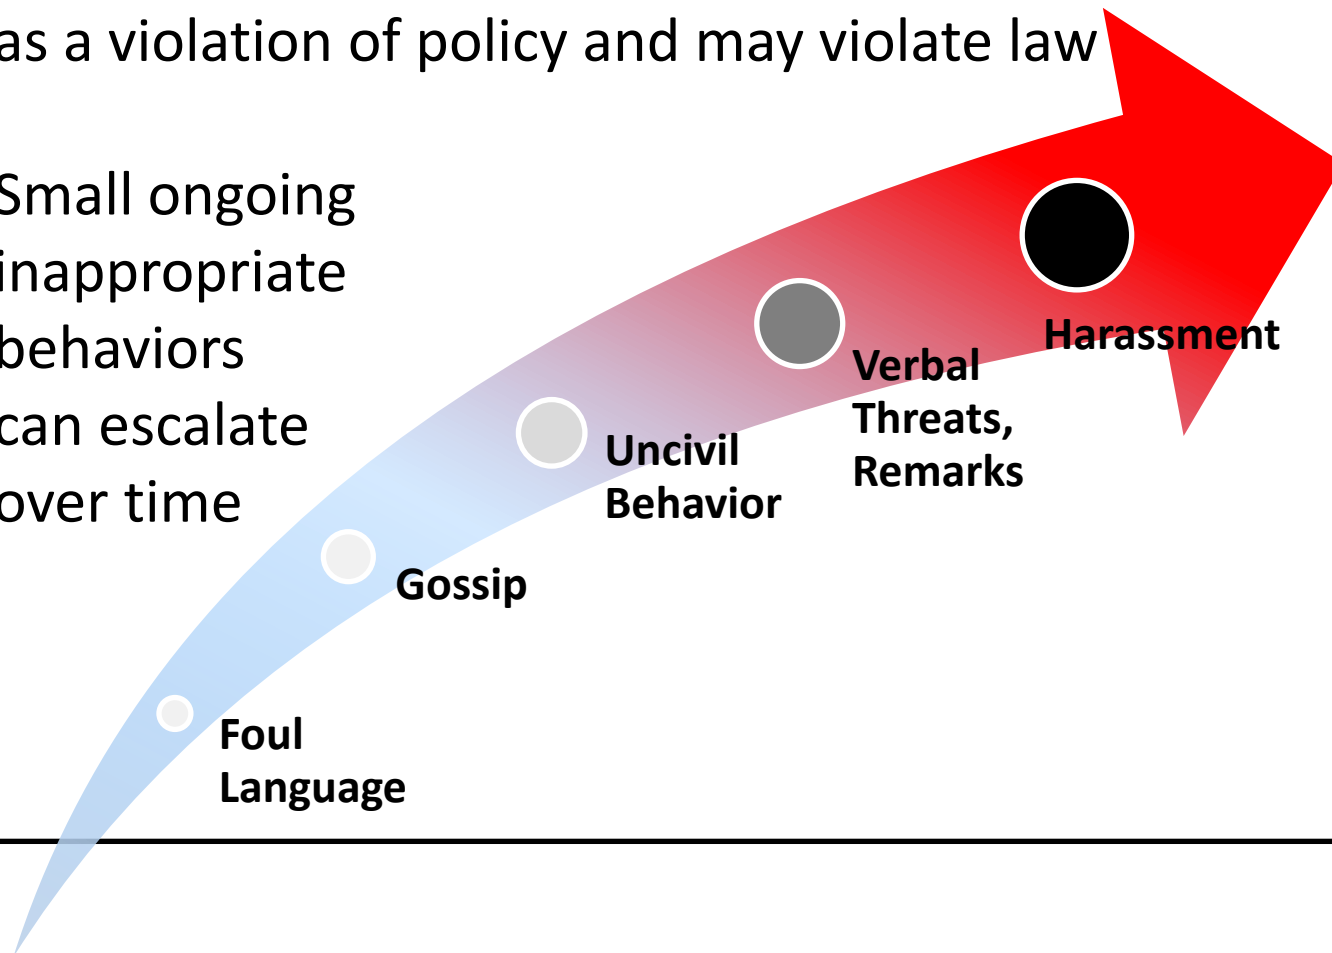 as a violation of policy and may violate law
Small ongoing
inappropriate
behaviors
can escalate
over time
Harassment
Verbal
Threats,
Remarks
Uncivil
Behavior
Gossip
Foul
Language